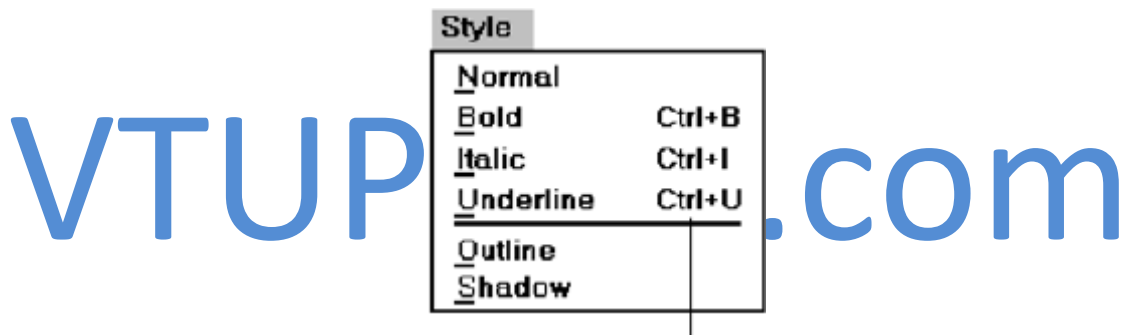 Style
Normal
Bold Ctrl+B
Italic Ctrl+I
Underline Ctrl+U
Outline
Shadow
VTUP .com